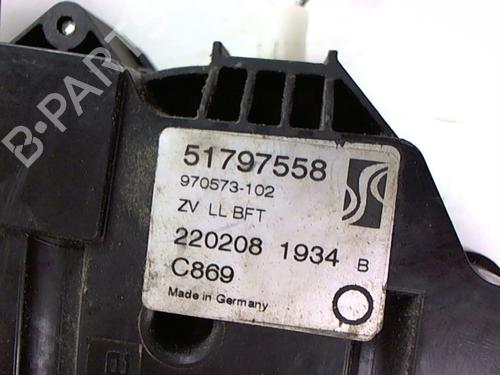 B-PARTS
51797558
970573-102
ZV LL BFT
220208 1934 B
C869
Made in Germany